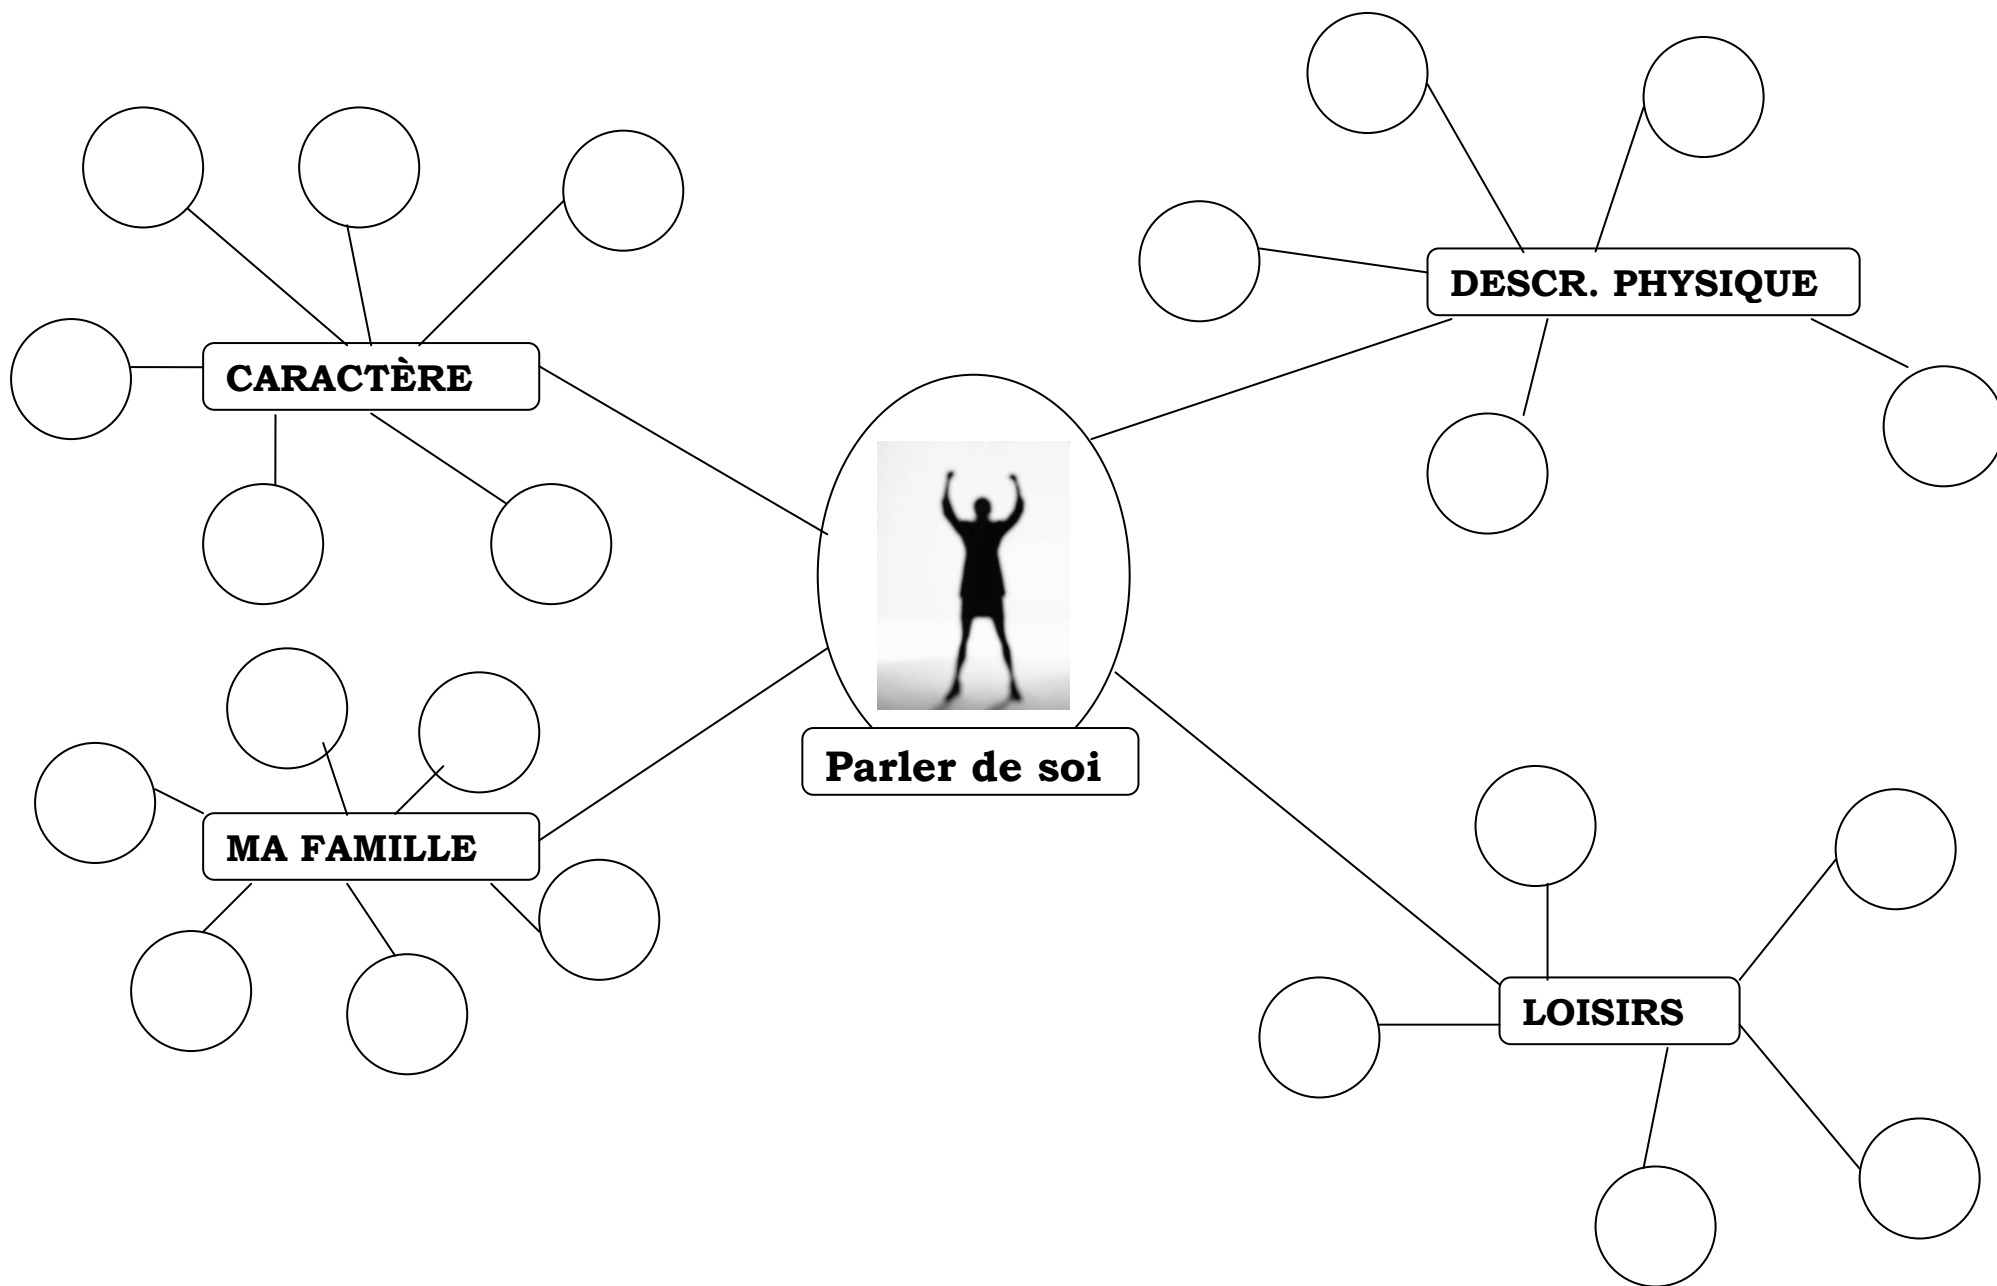 DESCR. PHYSIQUE
CARACTÈRE
Parler de soi
MA FAMILLE
LOISIRS